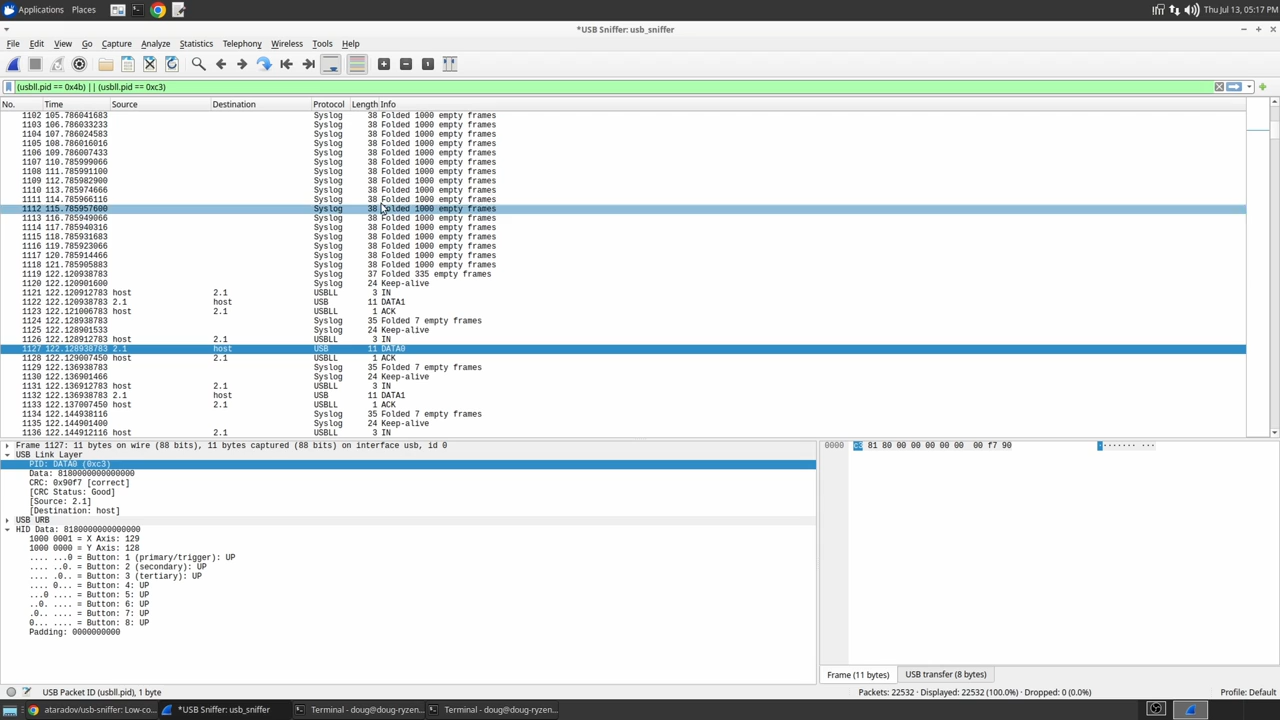 Applications Places Thu Jul 13, 05:17 PM
*USB Sniffer: usb_sniffer
File Edit View Go Capture Analyze Statistics Telephony Wireless Tools Help
(usbll.pid == 0x4b) || (usbll.pid == 0xc3)
No. Time Source Destination Protocol Length Info
1102 105.786041683 Syslog 38 Folded 1000 empty frames
1103 106.786033233 Syslog 38 Folded 1000 empty frames
1104 107.786024583 Syslog 38 Folded 1000 empty frames
1105 108.786016016 Syslog 38 Folded 1000 empty frames
1106 109.786007433 Syslog 38 Folded 1000 empty frames
1107 110.785999066 Syslog 38 Folded 1000 empty frames
1108 111.785991100 Syslog 38 Folded 1000 empty frames
1109 112.785982900 Syslog 38 Folded 1000 empty frames
1110 113.785974666 Syslog 38 Folded 1000 empty frames
1111 114.785966116 Syslog 38 Folded 1000 empty frames
1112 115.785957600 Syslog 38 Folded 1000 empty frames
1113 116.785949066 Syslog 38 Folded 1000 empty frames
1114 117.785940316 Syslog 38 Folded 1000 empty frames
1115 118.785931683 Syslog 38 Folded 1000 empty frames
1116 119.785923066 Syslog 38 Folded 1000 empty frames
1117 120.785914466 Syslog 38 Folded 1000 empty frames
1118 121.785905883 Syslog 38 Folded 1000 empty frames
1119 122.120938783 Syslog 37 Folded 335 empty frames
1120 122.120901600 Syslog 24 Keep-alive
1121 122.120912783 host 2.1 USBLL 3 IN
1122 122.120938783 2.1 host USB 11 DATA1
1123 122.121006783 host 2.1 USBLL 1 ACK
1124 122.128938783 Syslog 35 Folded 7 empty frames
1125 122.128901533 Syslog 24 Keep-alive
1126 122.128912783 host 2.1 USBLL 3 IN
1127 122.128938783 2.1 host USB 11 DATA0
1128 122.129007450 host 2.1 USBLL 1 ACK
1129 122.136938783 Syslog 35 Folded 7 empty frames
1130 122.136901466 Syslog 24 Keep-alive
1131 122.136912783 host 2.1 USBLL 3 IN
1132 122.136938783 2.1 host USB 11 DATA1
1133 122.137007450 host 2.1 USBLL 1 ACK
1134 122.144938116 Syslog 35 Folded 7 empty frames
1135 122.144901400 Syslog 24 Keep-alive
1136 122.144912116 host 2.1 USBLL 3 IN
Frame 1127: 11 bytes on wire (88 bits), 11 bytes captured (88 bits) on interface usb, id 0
USB Link Layer
PID: DATA0 (0xc3)
Data: 8180000000000000
CRC: 0x90f7 [correct]
[CRC Status: Good]
[Source: 2.1]
[Destination: host]
USB URB
HID Data: 8180000000000000
1000 0001 = X Axis: 129
1000 0000 = Y Axis: 128
.... ...0 = Button: 1 (primary/trigger): UP
.... ..0. = Button: 2 (secondary): UP
.... .0.. = Button: 3 (tertiary): UP
.... 0... = Button: 4: UP
...0 .... = Button: 5: UP
..0. .... = Button: 6: UP
.0.. .... = Button: 7: UP
0... .... = Button: 8: UP
Padding: 0000000000
0000 c3 81 80 00 00 00 00 00 00 f7 90 ········ ···
Frame (11 bytes) USB transfer (8 bytes)
USB Packet ID (usbll.pid), 1 byte Packets: 22532 · Displayed: 22532 (100.0%) · Dropped: 0 (0.0%) Profile: Default
ataradov/usb-sniffer: Low-co... *USB Sniffer: usb_sniffer Terminal - doug@doug-ryzen... Terminal - doug@doug-ryzen...